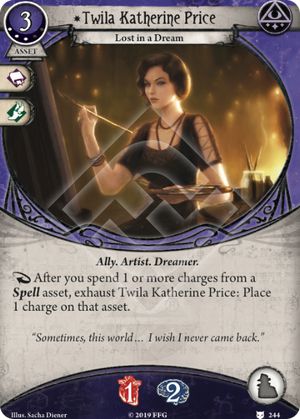 3
ASSET
Twila Katherine Price
Lost in a Dream
Ally. Artist. Dreamer.
After you spend 1 or more charges from a
Spell asset, exhaust Twila Katherine Price: Place
1 charge on that asset.
“Sometimes, this world… I wish I never came back.”
1
2
Illus. Sacha Diener
© 2019 FFG
244